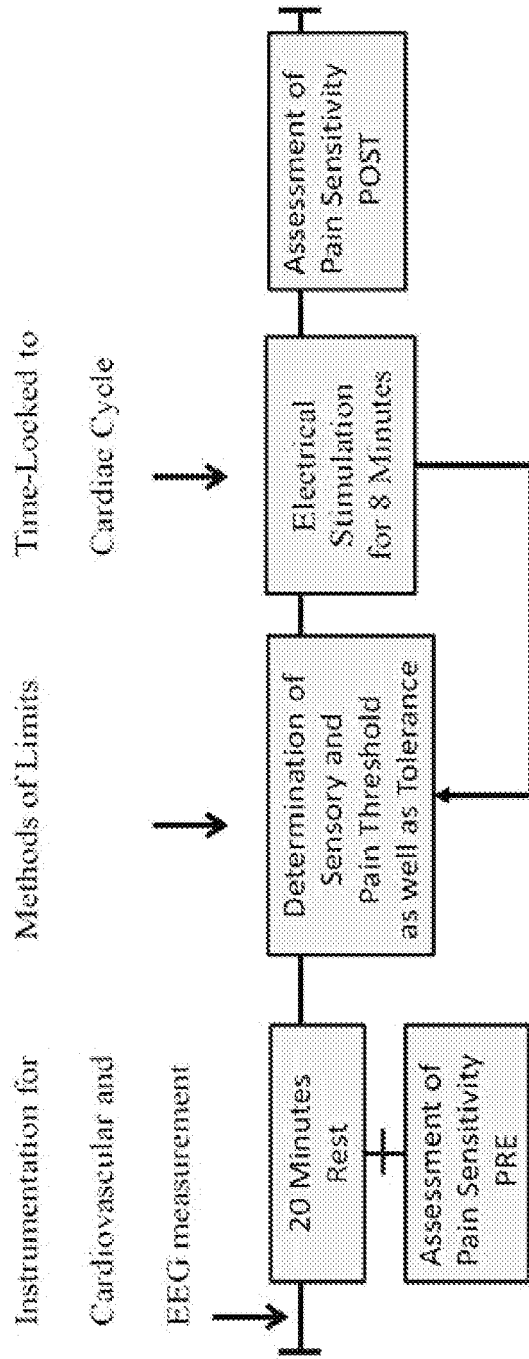 Instrumentation for
Cardiovascular and
EEG measurement
Methods of Limits
Time-Locked to
Cardiac Cycle
20 Minutes
Rest
Assessment of
Pain Sensitivity
PRE
Determination of
Sensory and
Pain Threshold
as well as Tolerance
Electrical
Stimulation
for 8 Minutes
Assessment of
Pain Sensitivity
POST